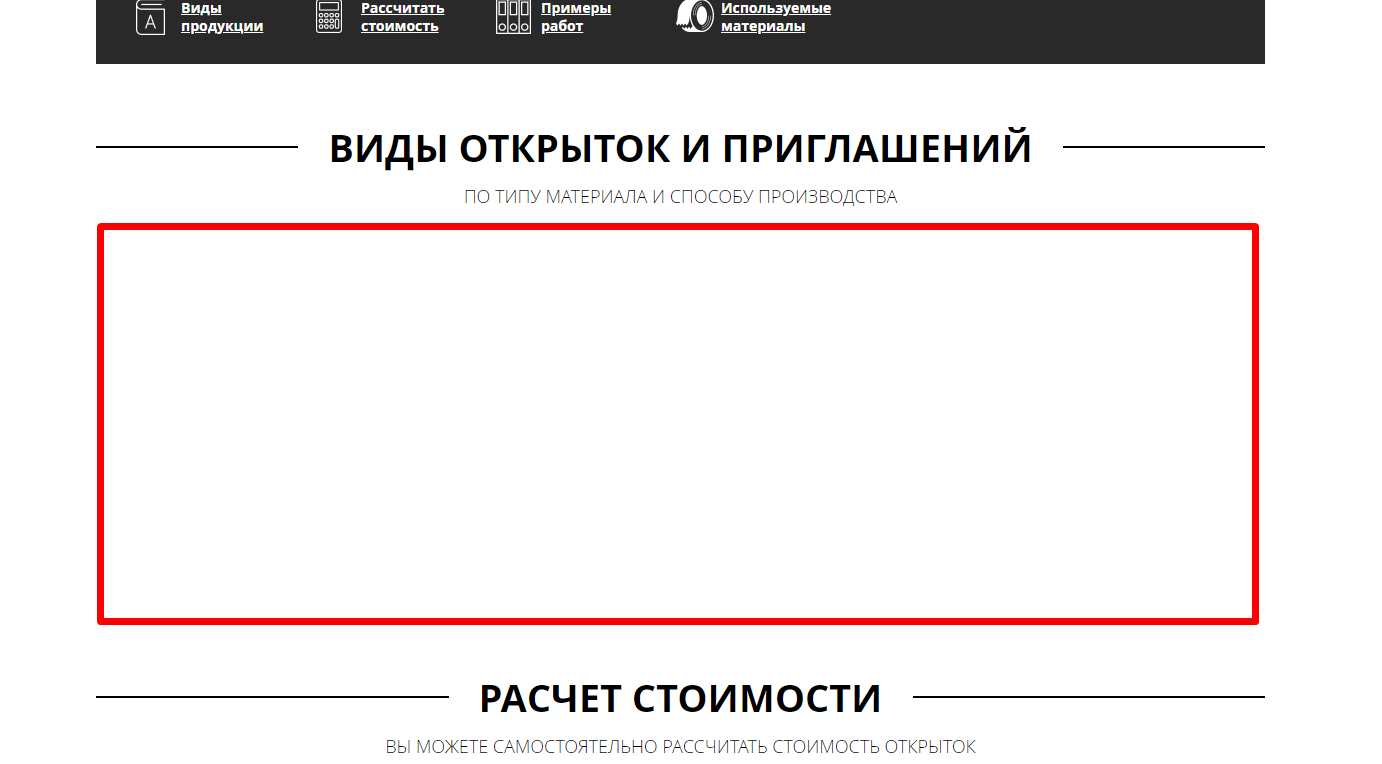 Виды
продукции
Рассчитать
стоимость
Примеры
работ
Используемые
материалы
ВИДЫ ОТКРЫТОК И ПРИГЛАШЕНИЙ
ПО ТИПУ МАТЕРИАЛА И СПОСОБУ ПРОИЗВОДСТВА
РАСЧЕТ СТОИМОСТИ
ВЫ МОЖЕТЕ САМОСТОЯТЕЛЬНО РАССЧИТАТЬ СТОИМОСТЬ ОТКРЫТОК